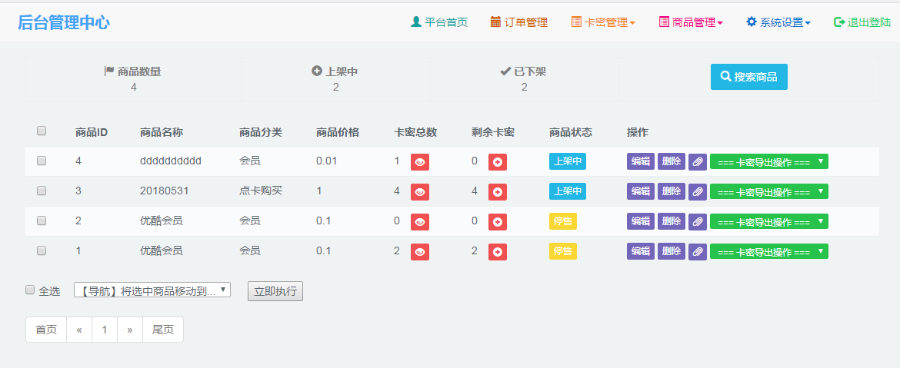 后台管理中心 平台首页 订单管理 卡密管理 商品管理 系统设置 退出登陆
商品数量 上架中 已下架 搜索商品
4 2 2
商品ID 商品名称 商品分类 商品价格 卡密总数 剩余卡密 商品状态 操作
4 dddddddddd 会员 0.01 1 0 上架中 编辑 删除 === 卡密导出操作 ===
3 20180531 点卡购买 1 4 4 上架中 编辑 删除 === 卡密导出操作 ===
2 优酷会员 会员 0.1 0 0 停售 编辑 删除 === 卡密导出操作 ===
1 优酷会员 会员 0.1 2 2 停售 编辑 删除 === 卡密导出操作 ===
全选 【导航】将选中商品移动到... 立即执行
首页 « 1 » 尾页